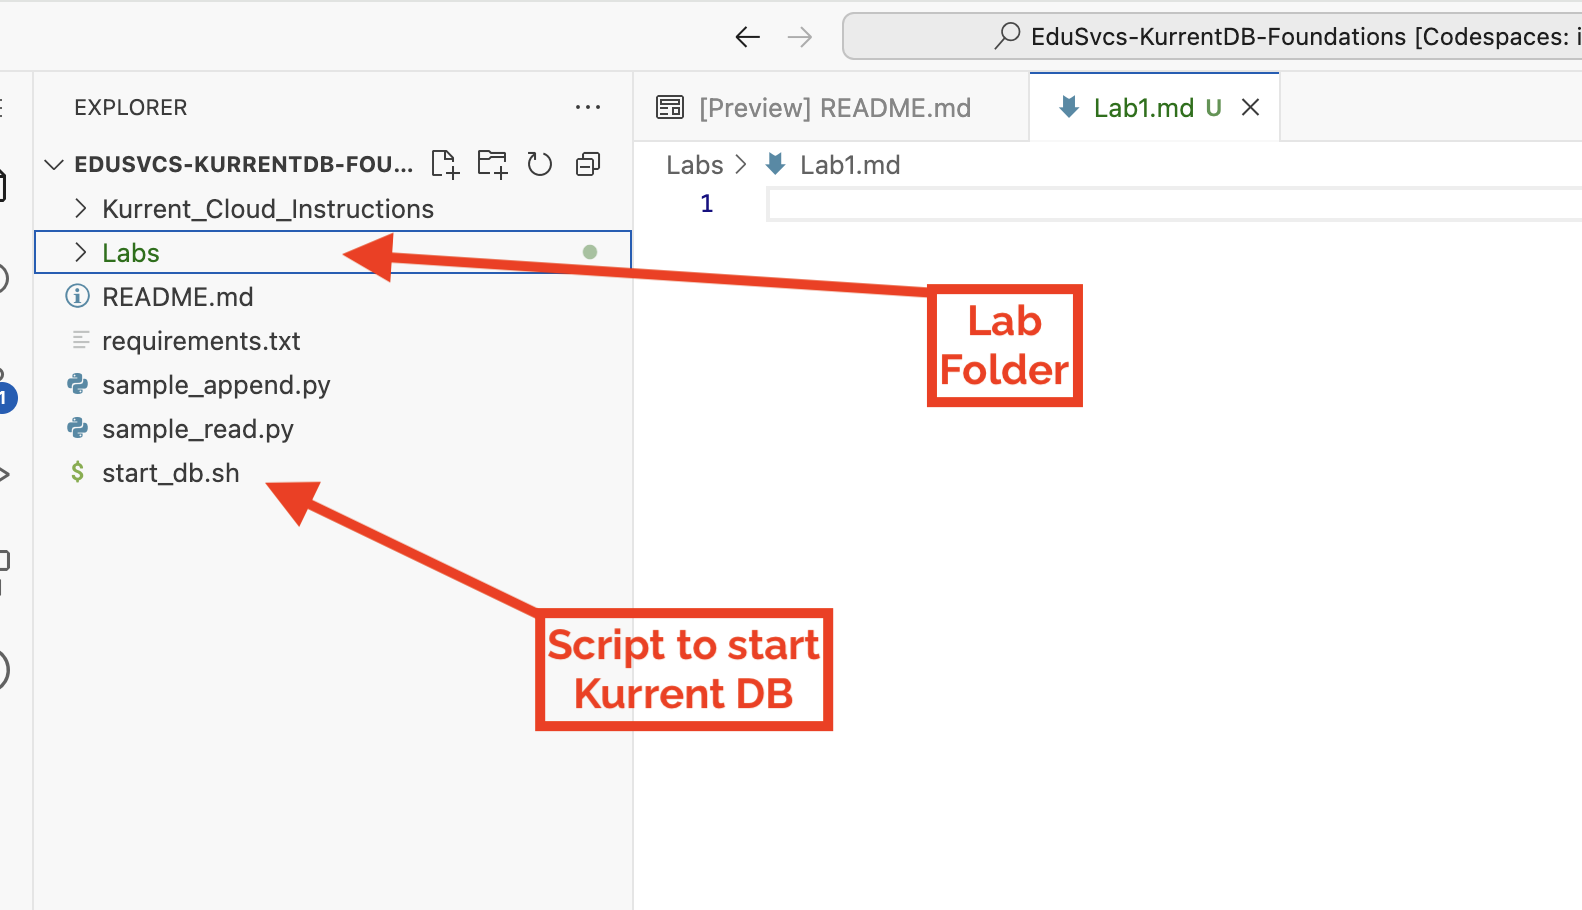 EduSvcs-KurrentDB-Foundations [Codespaces: i
EXPLORER
[Preview] README.md
Lab1.md U
EDUSVCS-KURRENTDB-FOU...
Labs > Lab1.md
Kurrent_Cloud_Instructions
1
Labs
README.md
Lab
Folder
requirements.txt
sample_append.py
1
sample_read.py
start_db.sh
Script to start
Kurrent DB